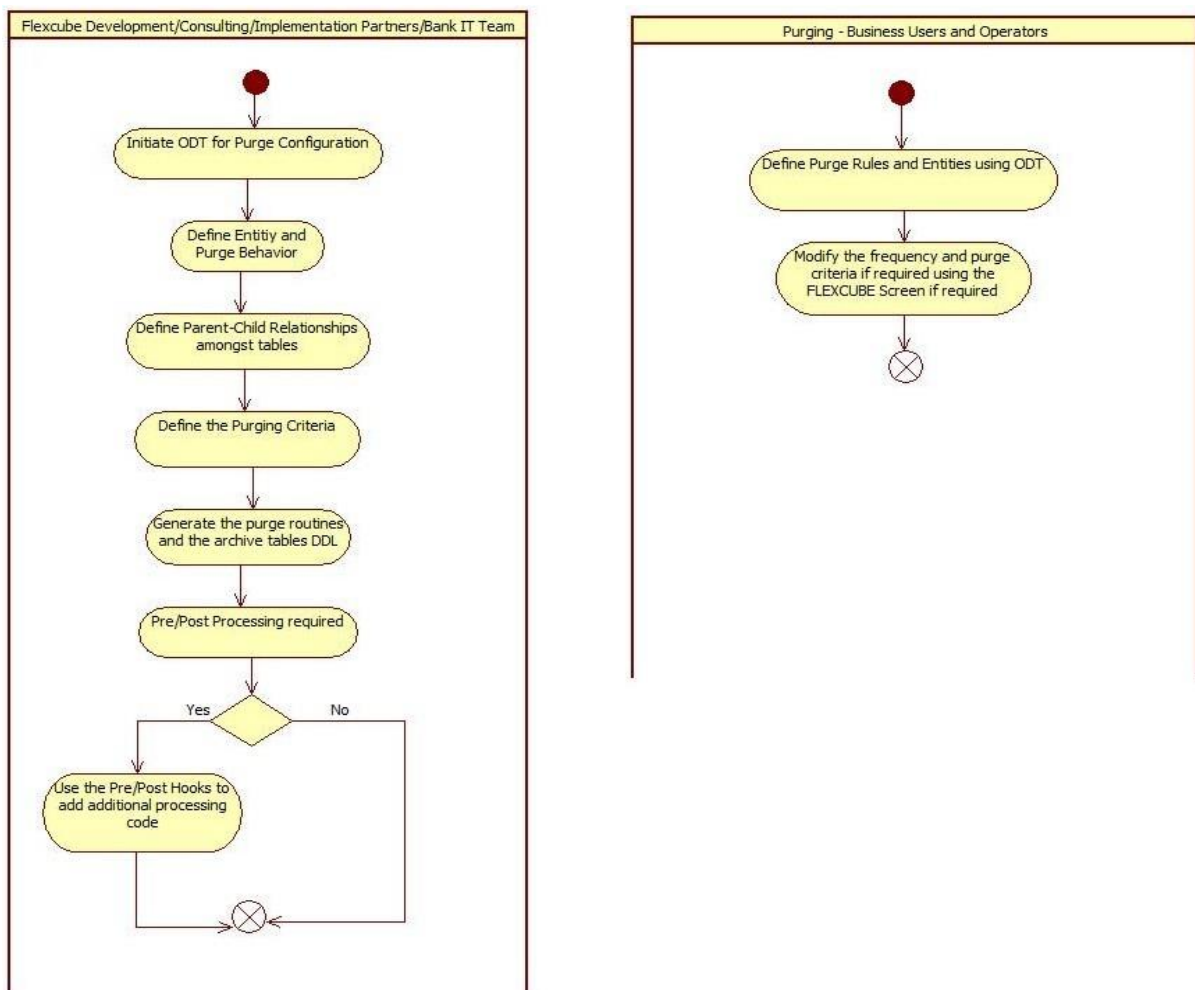 Flexcube Development/Consulting/Implementation Partners/Bank IT Team
Initiate ODT for Purge Configuration
Define Entitiy and
Purge Behavior
Define Parent-Child Relationships
amongst tables
Define the Purging Criteria
Generate the purge routines
and the archive tables DDL
Pre/Post Processing required
Yes
No
Use the Pre/Post Hooks to
add additional processing
code
Purging - Business Users and Operators
Define Purge Rules and Entities using ODT
Modify the frequency and purge
criteria if required using the
FLEXCUBE Screen if required